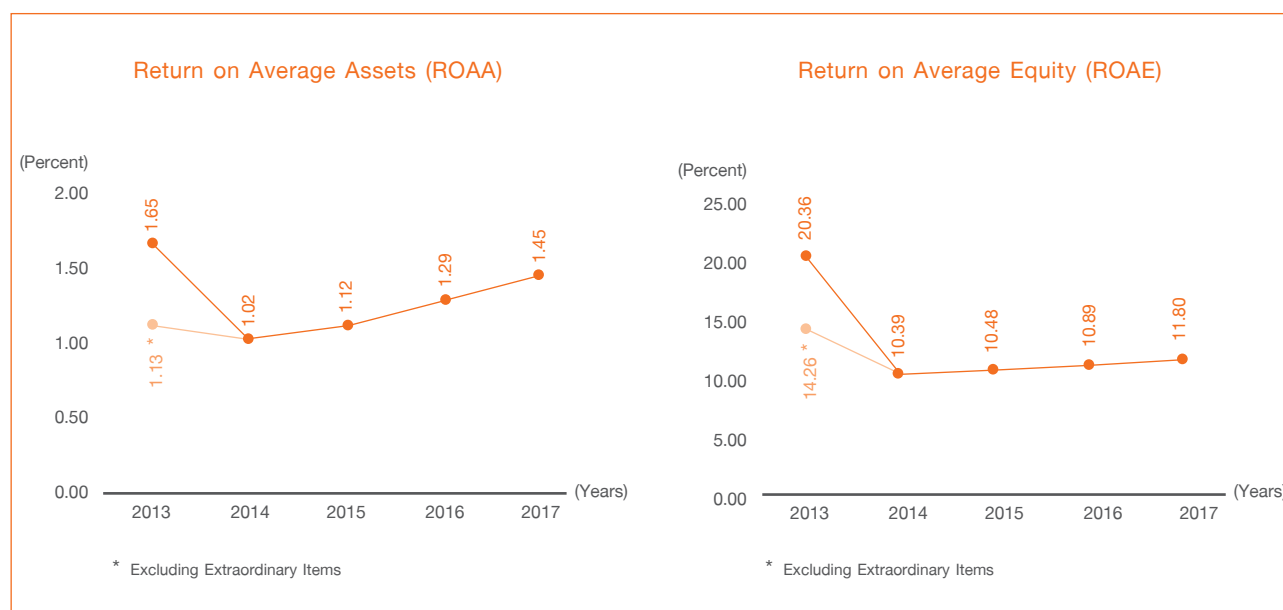 Return on Average Assets (ROAA)
(Percent)
2.00
1.50
1.00
0.50
0.00
1.65
1.13 *
1.02
1.12
1.29
1.45
(Years)
2013 2014 2015 2016 2017
* Excluding Extraordinary Items
Return on Average Equity (ROAE)
(Percent)
25.00
20.00
15.00
10.00
5.00
0.00
20.36
14.26 *
10.39
10.48
10.89
11.80
(Years)
2013 2014 2015 2016 2017
* Excluding Extraordinary Items